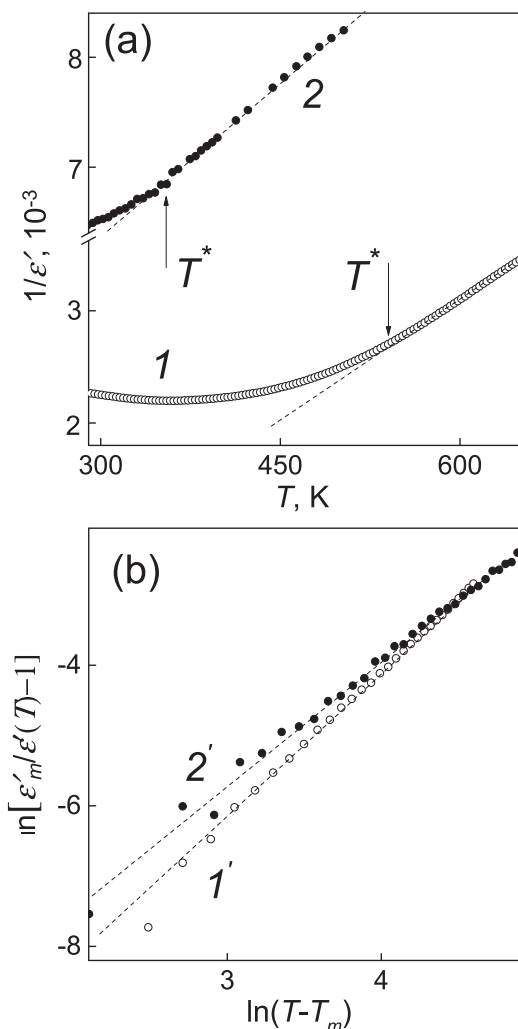 (a)
8
2
7
1/ε′, 10⁻³
T*
T*
3
1
2
300 450 600
T, K
(b)
-4
ln[ε′ₘ/ε′(T)−1]
2′
-6
1′
-8
3 4
ln(T-Tₘ)